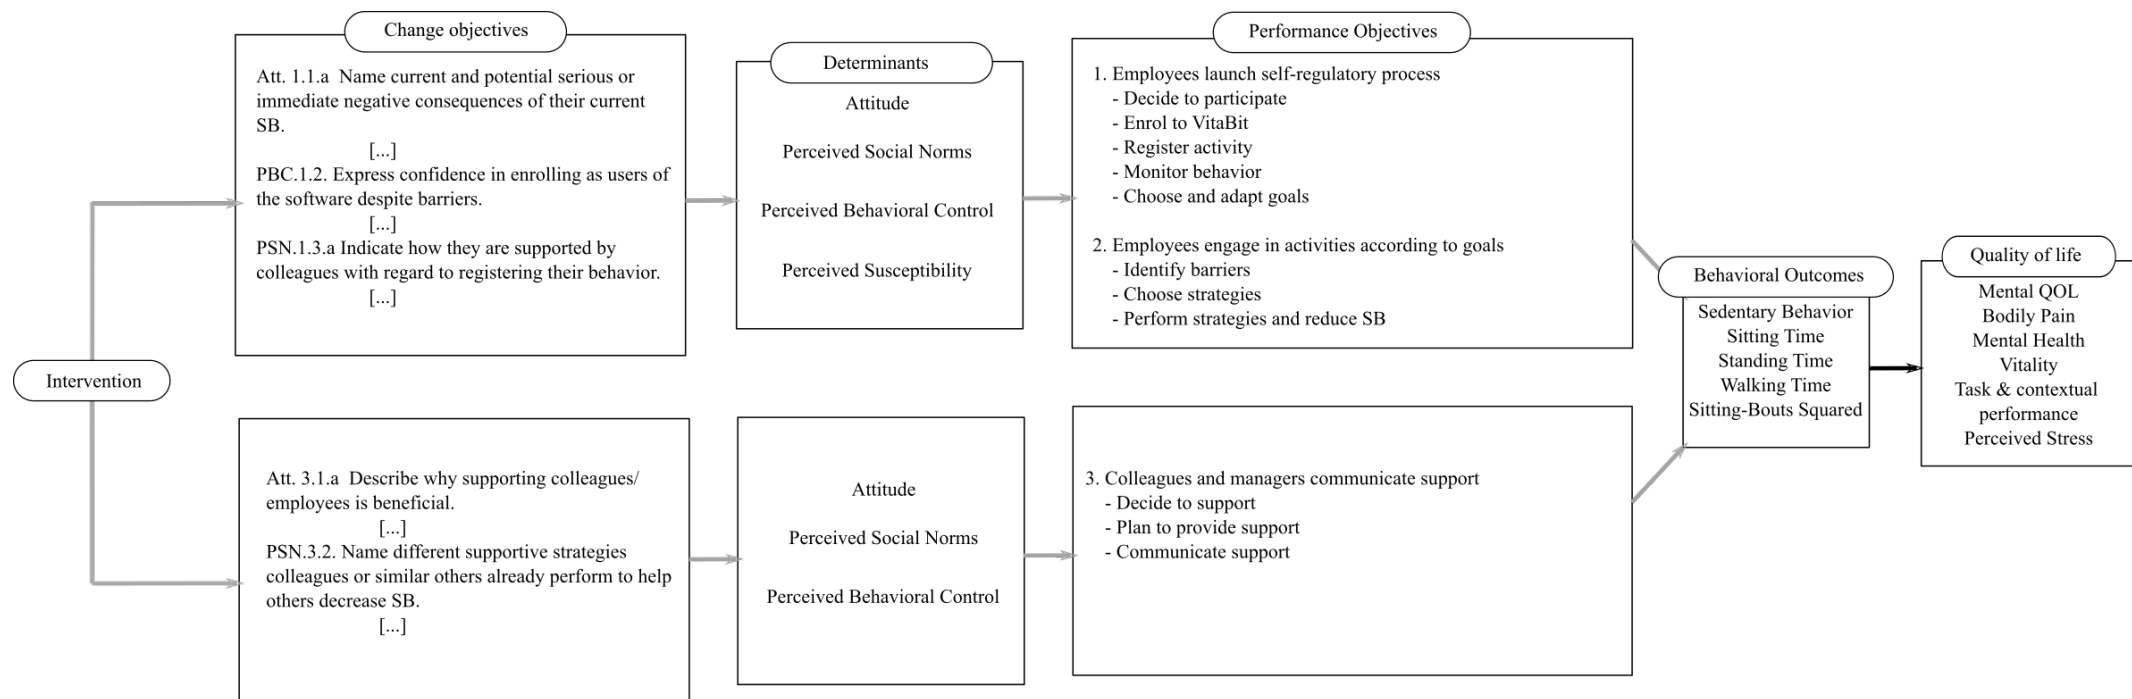 Intervention
Change objectives
Att. 1.1.a Name current and potential serious or
immediate negative consequences of their current
SB.
[...]
PBC.1.2. Express confidence in enrolling as users of
the software despite barriers.
[...]
PSN.1.3.a Indicate how they are supported by
colleagues with regard to registering their behavior.
[...]
Determinants
Attitude
Perceived Social Norms
Perceived Behavioral Control
Perceived Susceptibility
Performance Objectives
1. Employees launch self-regulatory process
- Decide to participate
- Enrol to VitaBit
- Register activity
- Monitor behavior
- Choose and adapt goals
2. Employees engage in activities according to goals
- Identify barriers
- Choose strategies
- Perform strategies and reduce SB
Att. 3.1.a Describe why supporting colleagues/
employees is beneficial.
[...]
PSN.3.2. Name different supportive strategies
colleagues or similar others already perform to help
others decrease SB.
[...]
Attitude
Perceived Social Norms
Perceived Behavioral Control
3. Colleagues and managers communicate support
- Decide to support
- Plan to provide support
- Communicate support
Behavioral Outcomes
Sedentary Behavior
Sitting Time
Standing Time
Walking Time
Sitting-Bouts Squared
Quality of life
Mental QOL
Bodily Pain
Mental Health
Vitality
Task & contextual
performance
Perceived Stress